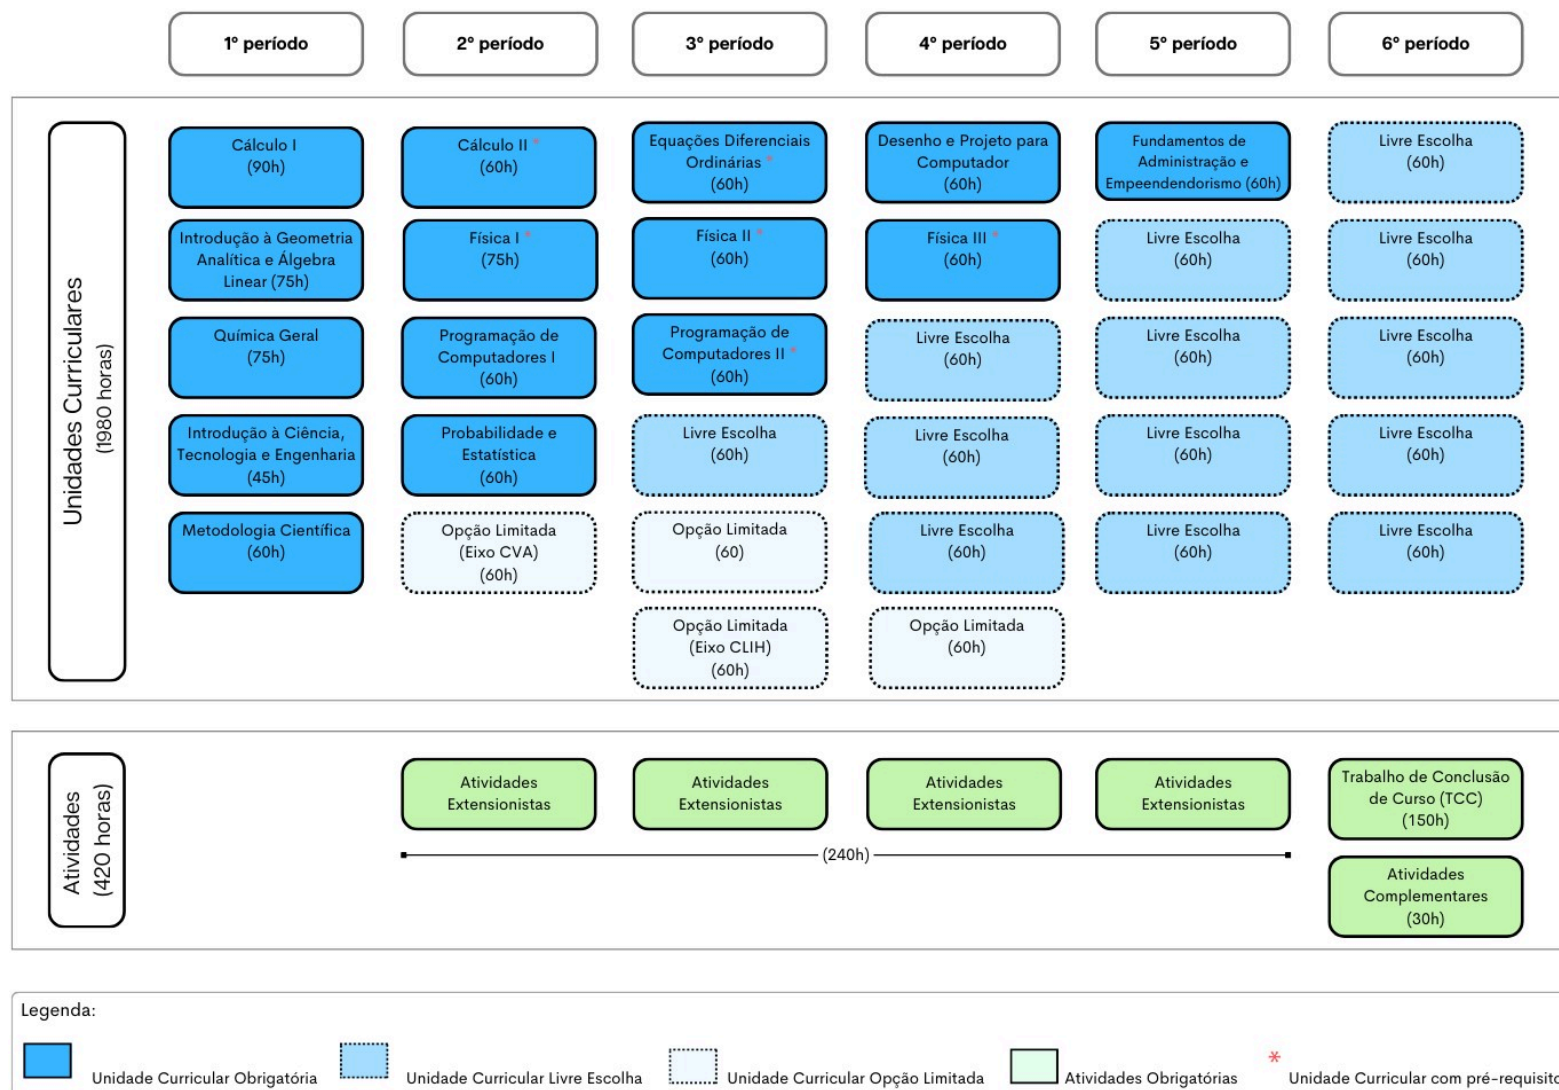 1º período
2º período
3º período
4º período
5º período
6º período
Unidades Curriculares
(1980 horas)
Cálculo I
(90h)
Introdução à Geometria
Analítica e Álgebra
Linear (75h)
Química Geral
(75h)
Introdução à Ciência,
Tecnologia e Engenharia
(45h)
Metodologia Científica
(60h)
Cálculo II *
(60h)
Física I *
(75h)
Programação de
Computadores I
(60h)
Probabilidade e
Estatística
(60h)
Opção Limitada
(Eixo CVA)
(60h)
Equações Diferenciais
Ordinárias *
(60h)
Física II *
(60h)
Programação de
Computadores II *
(60h)
Livre Escolha
(60h)
Opção Limitada
(60)
Opção Limitada
(Eixo CLIH)
(60h)
Desenho e Projeto para
Computador
(60h)
Física III *
(60h)
Livre Escolha
(60h)
Livre Escolha
(60h)
Livre Escolha
(60h)
Opção Limitada
(60h)
Fundamentos de
Administração e
Empeendendorismo (60h)
Livre Escolha
(60h)
Livre Escolha
(60h)
Livre Escolha
(60h)
Livre Escolha
(60h)
Livre Escolha
(60h)
Livre Escolha
(60h)
Livre Escolha
(60h)
Livre Escolha
(60h)
Livre Escolha
(60h)
Atividades
(420 horas)
Atividades
Extensionistas
Atividades
Extensionistas
Atividades
Extensionistas
Atividades
Extensionistas
(240h)
Trabalho de Conclusão
de Curso (TCC)
(150h)
Atividades
Complementares
(30h)
Legenda:
Unidade Curricular Obrigatória
Unidade Curricular Livre Escolha
Unidade Curricular Opção Limitada
Atividades Obrigatórias
* Unidade Curricular com pré-requisito